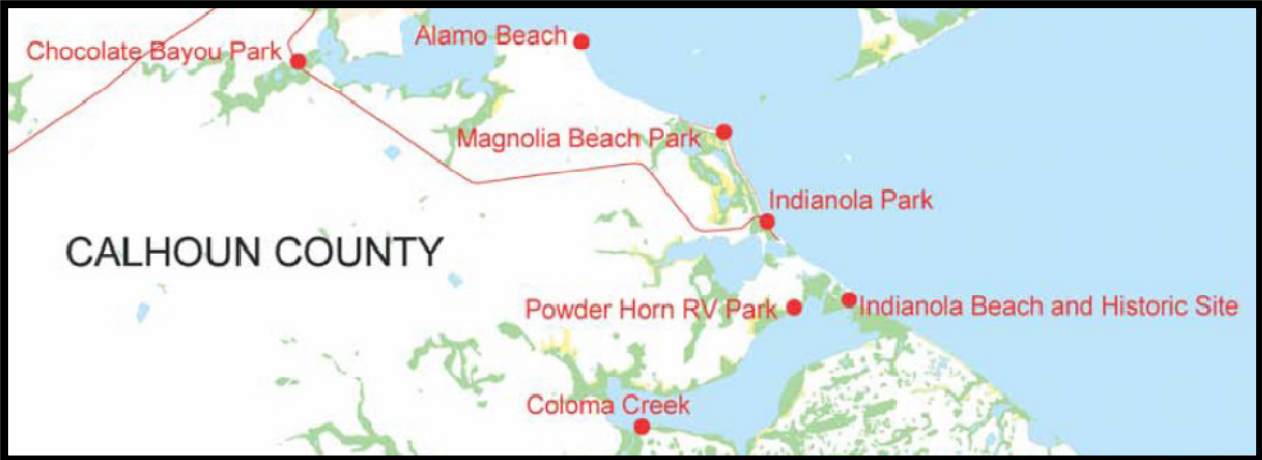 Alamo Beach
Chocolate Bayou Park
Magnolia Beach Park
Indianola Park
CALHOUN COUNTY
Powder Horn RV Park
Indianola Beach and Historic Site
Coloma Creek